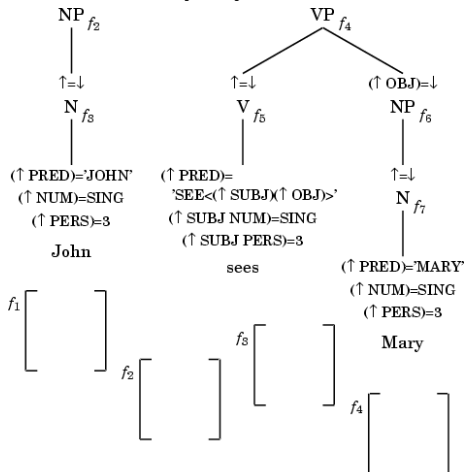 NP f2 VP f4
↑=↓ ↑=↓ (↑ OBJ)=↓
N f3 V f5 NP f6
(↑ PRED)='JOHN' (↑ PRED)= ↑=↓
(↑ NUM)=SING 'SEE<(↑ SUBJ)(↑ OBJ)>' N f7
(↑ PERS)=3 (↑ SUBJ NUM)=SING
John (↑ SUBJ PERS)=3
sees (↑ PRED)='MARY'
(↑ NUM)=SING
(↑ PERS)=3
Mary
f1
f2
f3
f4